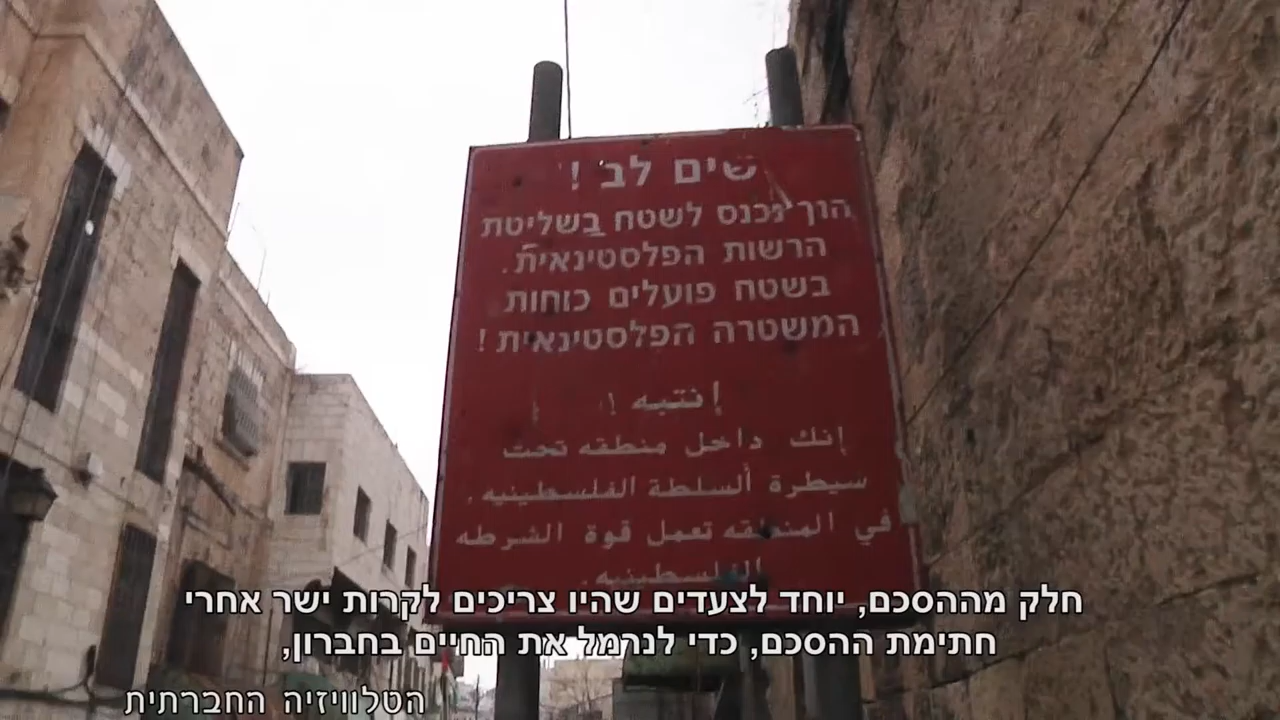 שים לב !
הנך נכנס לשטח בשליטת
הרשות הפלסטינאית.
בשטח פועלים כוחות
המשטרה הפלסטינאית !
إنتبه !
إنك داخل منطقه تحت
سيطرة ألسلطة الفلسطينيه .
في المنطقه تعمل قوة الشرطه
الفلسطينيه .
חלק מההסכם, יוחד לצעדים שהיו צריכים לקרות ישר אחרי
חתימת ההסכם, כדי לנרמל את החיים בחברון,
הטלוויזיה החברתית